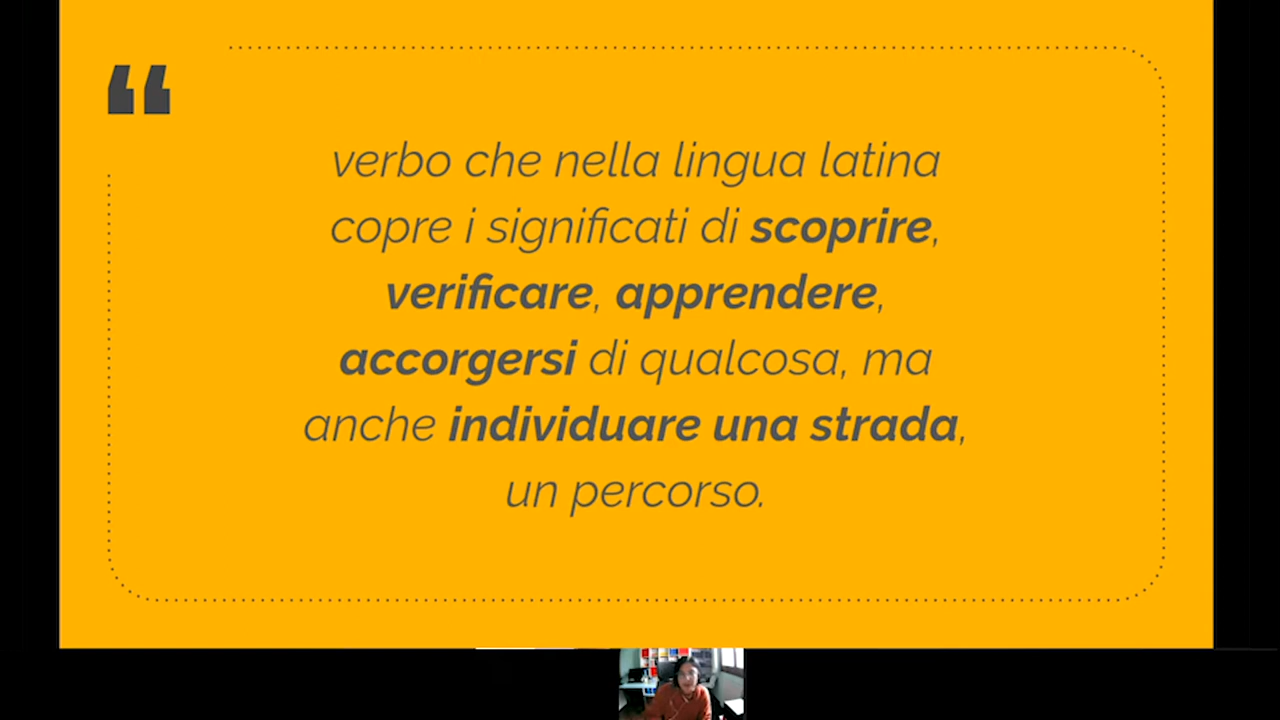 “
verbo che nella lingua latina
copre i significati di scoprire,
verificare, apprendere,
accorgersi di qualcosa, ma
anche individuare una strada,
un percorso.